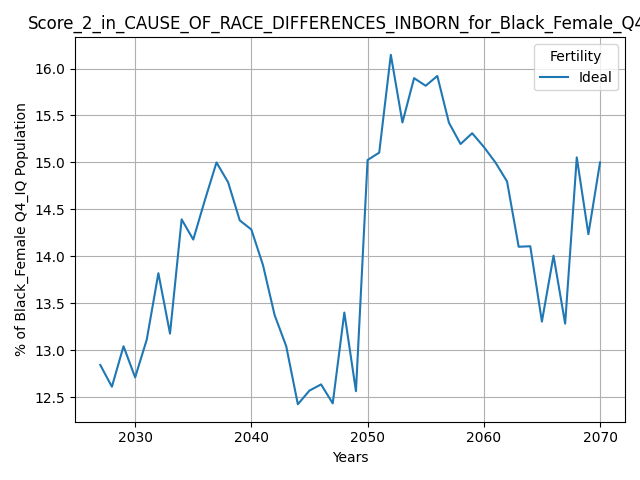 Score_2_in_CAUSE_OF_RACE_DIFFERENCES_INBORN_for_Black_Female_Q4
Fertility
Ideal
16.0
15.5
15.0
14.5
14.0
13.5
13.0
12.5
% of Black_Female Q4_IQ Population
2030 2040 2050 2060 2070
Years